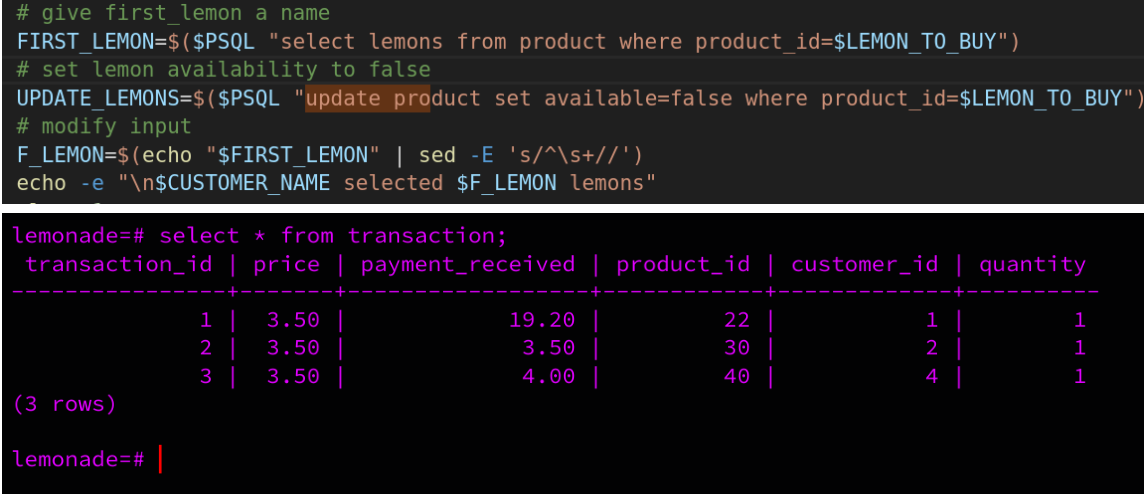 # give first_lemon a name
FIRST_LEMON=$($PSQL "select lemons from product where product_id=$LEMON_TO_BUY")
# set lemon availability to false
UPDATE_LEMONS=$($PSQL "update product set available=false where product_id=$LEMON_TO_BUY")
# modify input
F_LEMON=$(echo "$FIRST_LEMON" | sed -E 's/^\s+//')
echo -e "\n$CUSTOMER_NAME selected $F_LEMON lemons"
lemonade=# select * from transaction;
 transaction_id | price | payment_received | product_id | customer_id | quantity
----------------+-------+------------------+------------+-------------+----------
              1 |  3.50 |            19.20 |         22 |           1 |        1
              2 |  3.50 |             3.50 |         30 |           2 |        1
              3 |  3.50 |             4.00 |         40 |           4 |        1
(3 rows)
lemonade=#